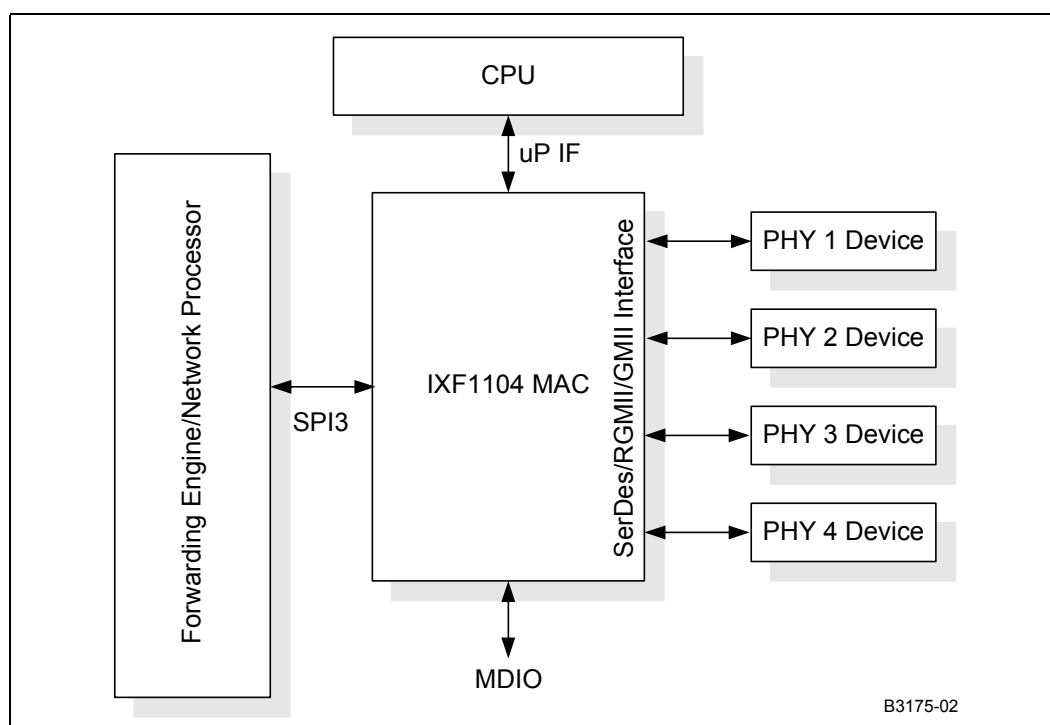 CPU
uP IF
Forwarding Engine/Network Processor
SPI3
IXF1104 MAC
SerDes/RGMII/GMII Interface
PHY 1 Device
PHY 2 Device
PHY 3 Device
PHY 4 Device
MDIO
B3175-02